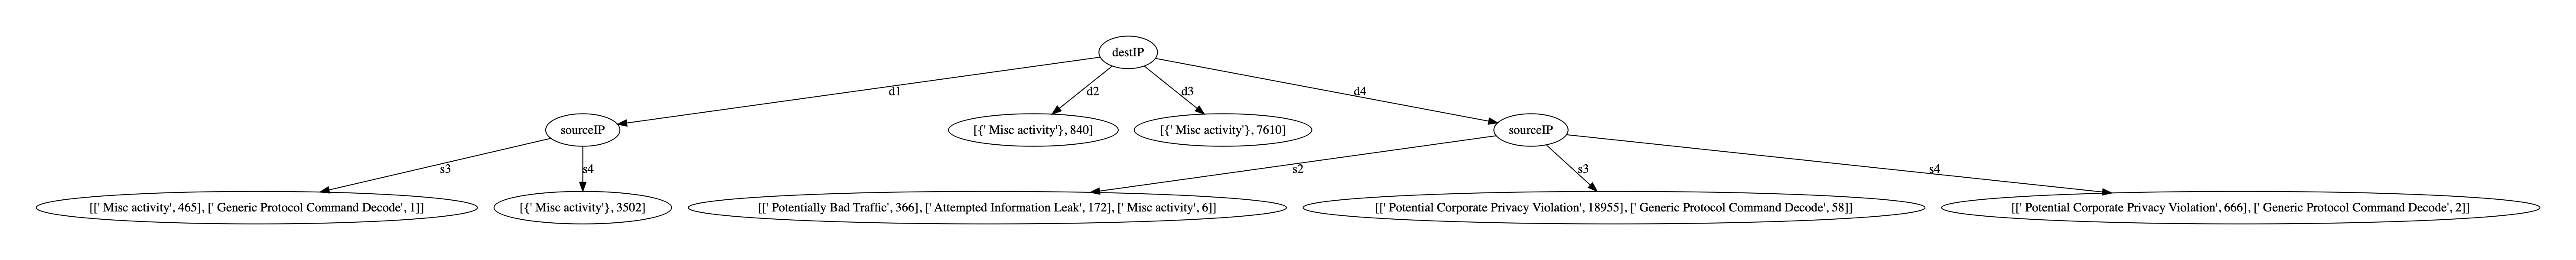 destIP
d1
d2
d3
d4
sourceIP
[{' Misc activity'}, 840]
[{' Misc activity'}, 7610]
sourceIP
s3
s4
s2
s3
s4
[[' Misc activity', 465], [' Generic Protocol Command Decode', 1]]
[{' Misc activity'}, 3502]
[[' Potentially Bad Traffic', 366], [' Attempted Information Leak', 172], [' Misc activity', 6]]
[[' Potential Corporate Privacy Violation', 18955], [' Generic Protocol Command Decode', 58]]
[[' Potential Corporate Privacy Violation', 666], [' Generic Protocol Command Decode', 2]]